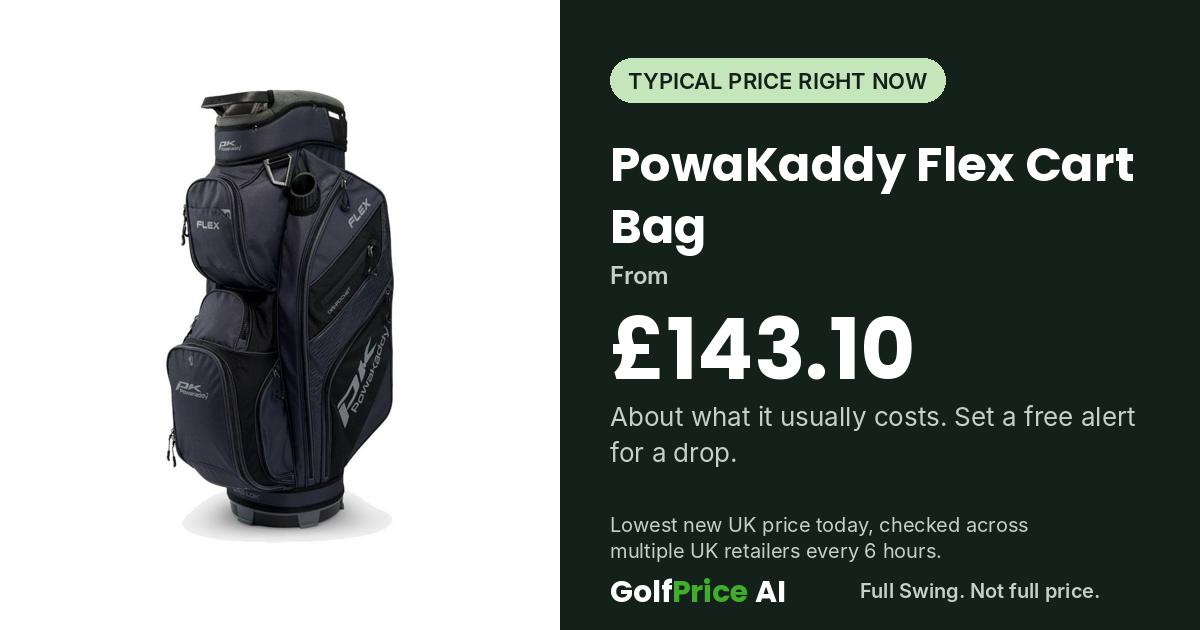 TYPICAL PRICE RIGHT NOW
PowaKaddy Flex Cart
Bag
From
£143.10
About what it usually costs. Set a free alert
for a drop.
Lowest new UK price today, checked across
multiple UK retailers every 6 hours.
GolfPrice AI
Full Swing. Not full price.
PK
PowaKaddy
FLEX
FLEX
PK
PowaKaddy
PK
PowaKaddy